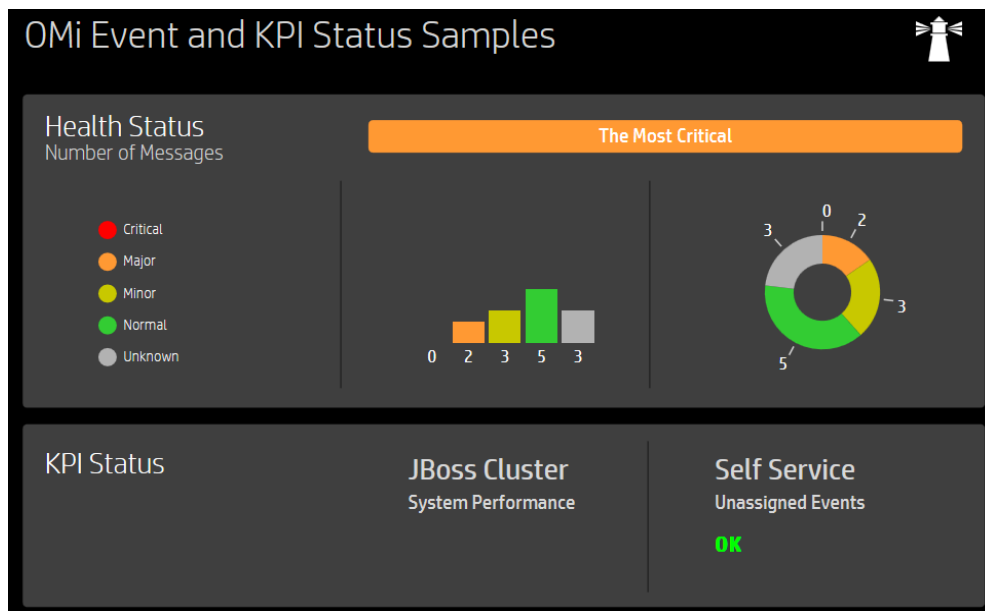 OMi Event and KPI Status Samples
Health Status
Number of Messages
The Most Critical
Critical
Major
Minor
Normal
Unknown
0 2 3 5 3
0
2
3
3
5
KPI Status
JBoss Cluster
System Performance
Self Service
Unassigned Events
OK